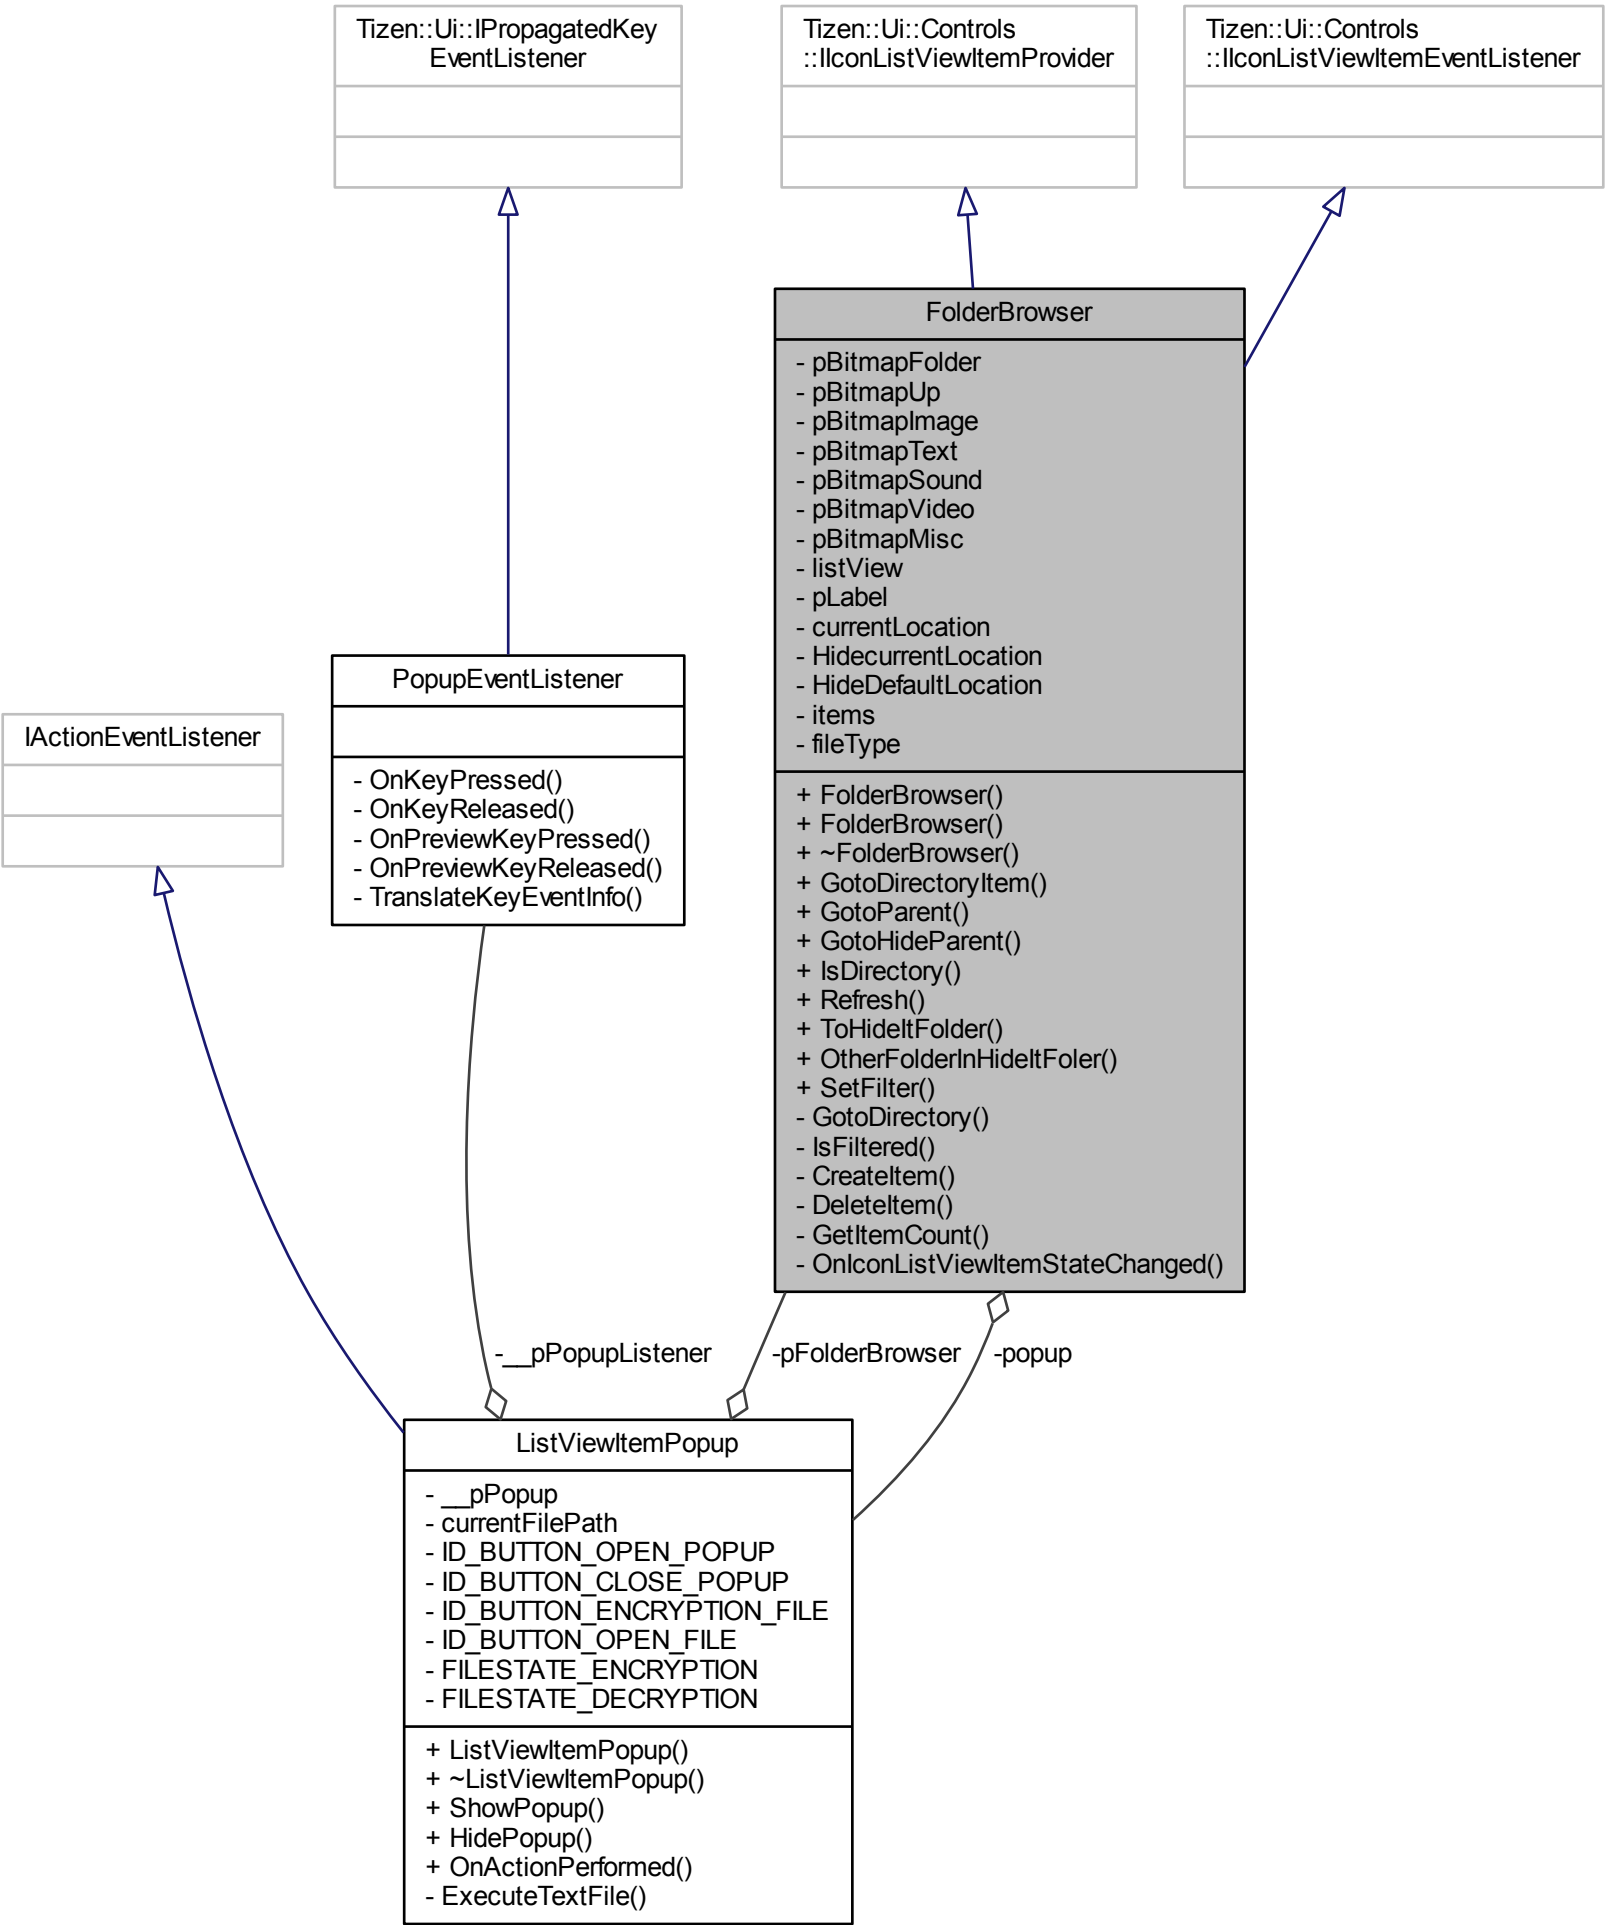 Tizen::Ui::IPropagatedKey
EventListener
Tizen::Ui::Controls
::IIconListViewItemProvider
Tizen::Ui::Controls
::IIconListViewItemEventListener
FolderBrowser
- pBitmapFolder
- pBitmapUp
- pBitmapImage
- pBitmapText
- pBitmapSound
- pBitmapVideo
- pBitmapMisc
- listView
- pLabel
- currentLocation
- HidecurrentLocation
- HideDefaultLocation
- items
- fileType
+ FolderBrowser()
+ FolderBrowser()
+ ~FolderBrowser()
+ GotoDirectoryItem()
+ GotoParent()
+ GotoHideParent()
+ IsDirectory()
+ Refresh()
+ ToHideItFolder()
+ OtherFolderInHideItFoler()
+ SetFilter()
- GotoDirectory()
- IsFiltered()
- CreateItem()
- DeleteItem()
- GetItemCount()
- OnIconListViewItemStateChanged()
PopupEventListener
- OnKeyPressed()
- OnKeyReleased()
- OnPreviewKeyPressed()
- OnPreviewKeyReleased()
- TranslateKeyEventInfo()
IActionEventListener
-__pPopupListener
-pFolderBrowser
-popup
ListViewItemPopup
- __pPopup
- currentFilePath
- ID_BUTTON_OPEN_POPUP
- ID_BUTTON_CLOSE_POPUP
- ID_BUTTON_ENCRYPTION_FILE
- ID_BUTTON_OPEN_FILE
- FILESTATE_ENCRYPTION
- FILESTATE_DECRYPTION
+ ListViewItemPopup()
+ ~ListViewItemPopup()
+ ShowPopup()
+ HidePopup()
+ OnActionPerformed()
- ExecuteTextFile()